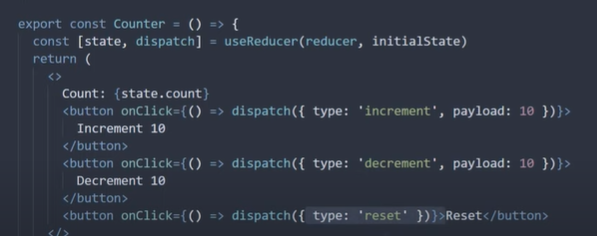 export const Counter = () => {
const [state, dispatch] = useReducer(reducer, initialState)
return (
<>
Count: {state.count}
<button onClick={() => dispatch({ type: 'increment', payload: 10 })}>
Increment 10
</button>
<button onClick={() => dispatch({ type: 'decrement', payload: 10 })}>
Decrement 10
</button>
<button onClick={() => dispatch({ type: 'reset' })}>Reset</button>
</>